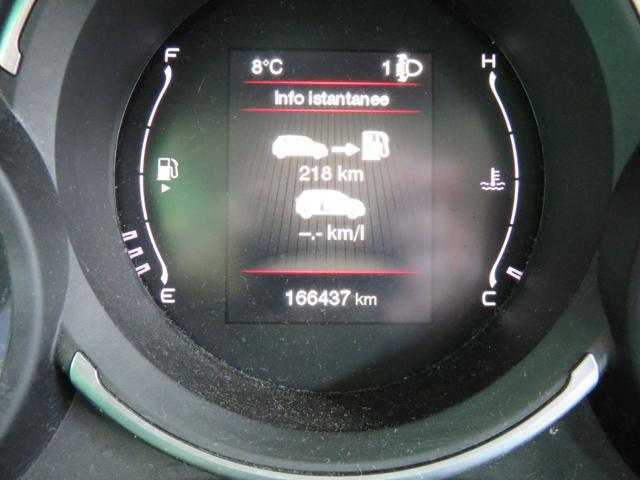 F
8°C 1
H
Info istantanee
218 km
-.- km/l
E
166437 km
C